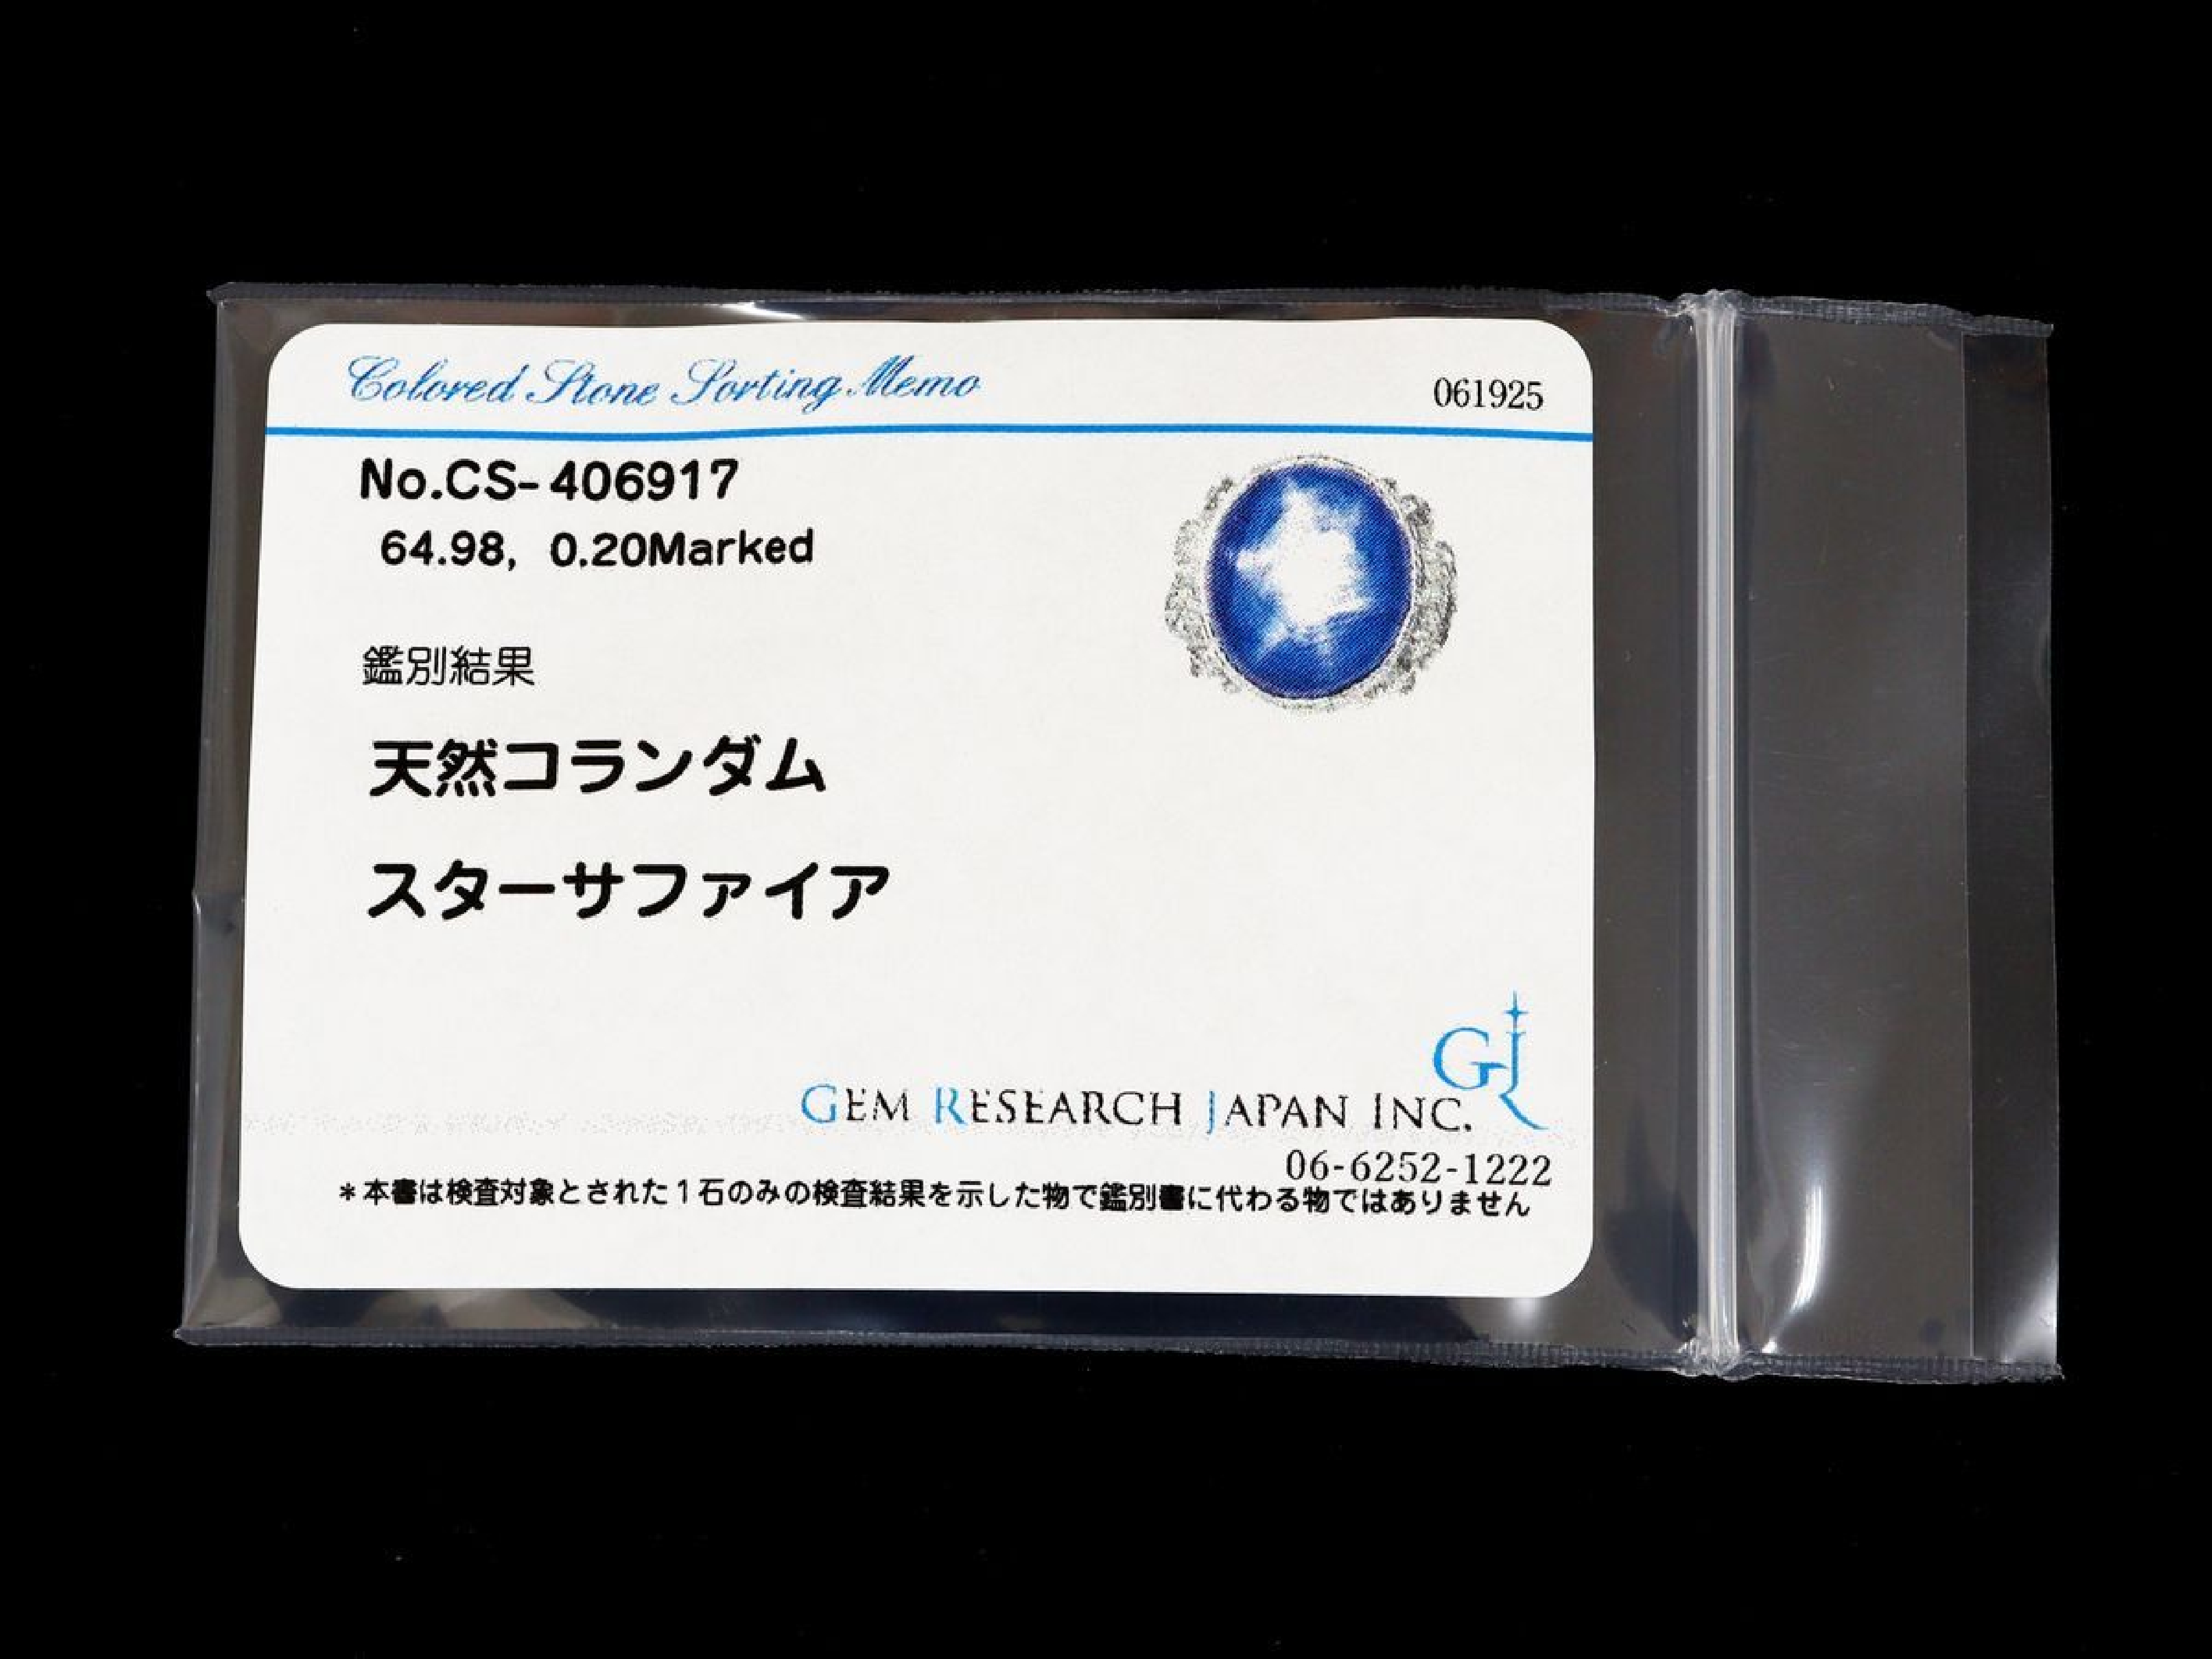 Colored Stone Sorting Memo
061925
No.CS-406917
64.98, 0.20Marked
鑑別結果
天然コランダム
スターサファイア
GJR
GEM RESEARCH JAPAN INC.
06-6252-1222
*本書は検査対象とされた1石のみの検査結果を示した物で鑑別書に代わる物ではありません